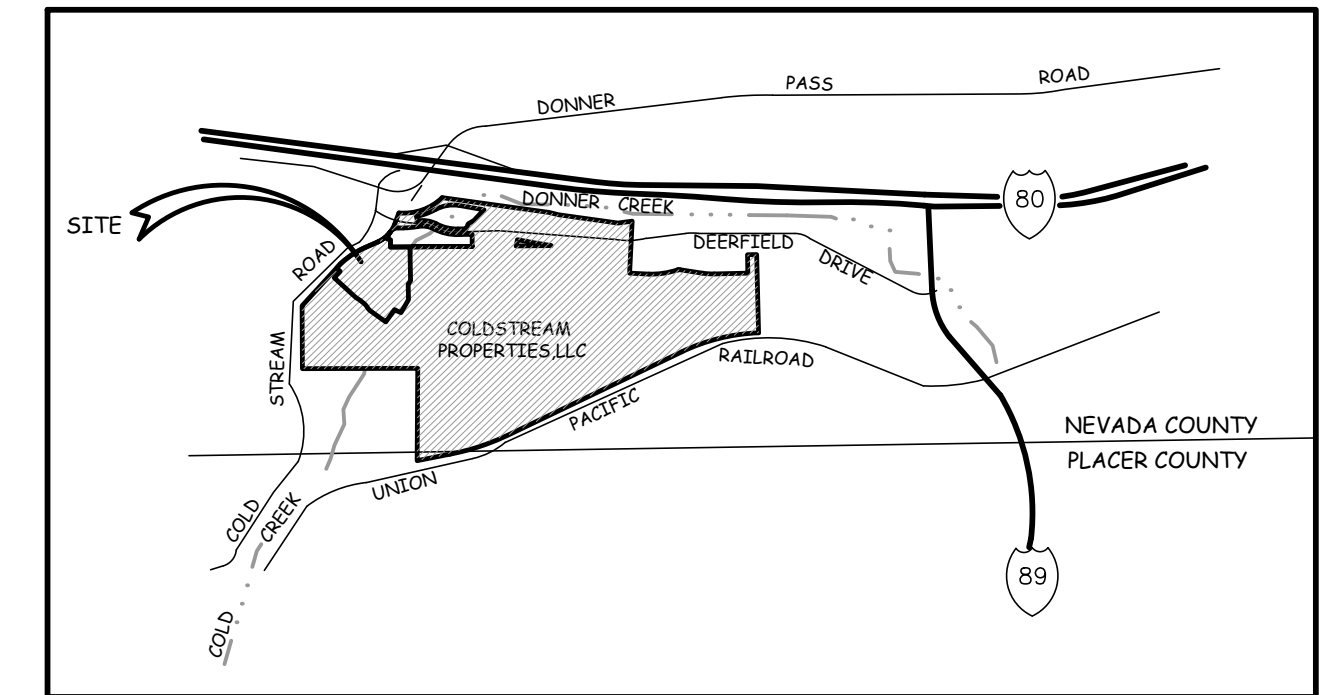 DONNER PASS ROAD
80
SITE
DONNER CREEK
DEERFIELD DRIVE
COLD STREAM ROAD
COLDSTREAM
PROPERTIES,LLC
UNION PACIFIC RAILROAD
NEVADA COUNTY
PLACER COUNTY
COLD CREEK
89